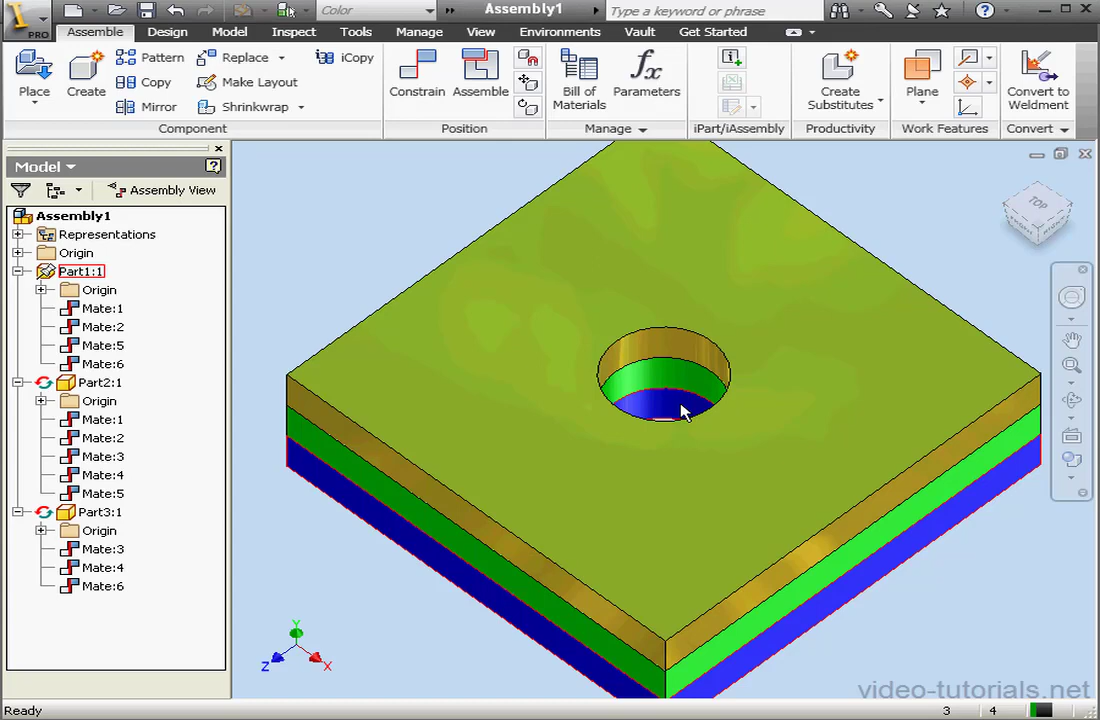 PRO
Color
Assembly1
Type a keyword or phrase
Assemble
Design
Model
Inspect
Tools
Manage
View
Environments
Vault
Get Started
Place
Create
Pattern
Copy
Mirror
Replace
Make Layout
Shrinkwrap
iCopy
Component
Constrain
Assemble
Position
Bill of
Materials
fx
Parameters
Manage
iPart/iAssembly
Create
Substitutes
Productivity
Plane
Work Features
Convert to
Weldment
Convert
Model
Assembly View
Assembly1
Representations
Origin
Part1:1
Origin
Mate:1
Mate:2
Mate:5
Mate:6
Part2:1
Origin
Mate:1
Mate:2
Mate:3
Mate:4
Mate:5
Part3:1
Origin
Mate:3
Mate:4
Mate:6
TOP
Y
Z
X
video-tutorials.net
Ready
3
4